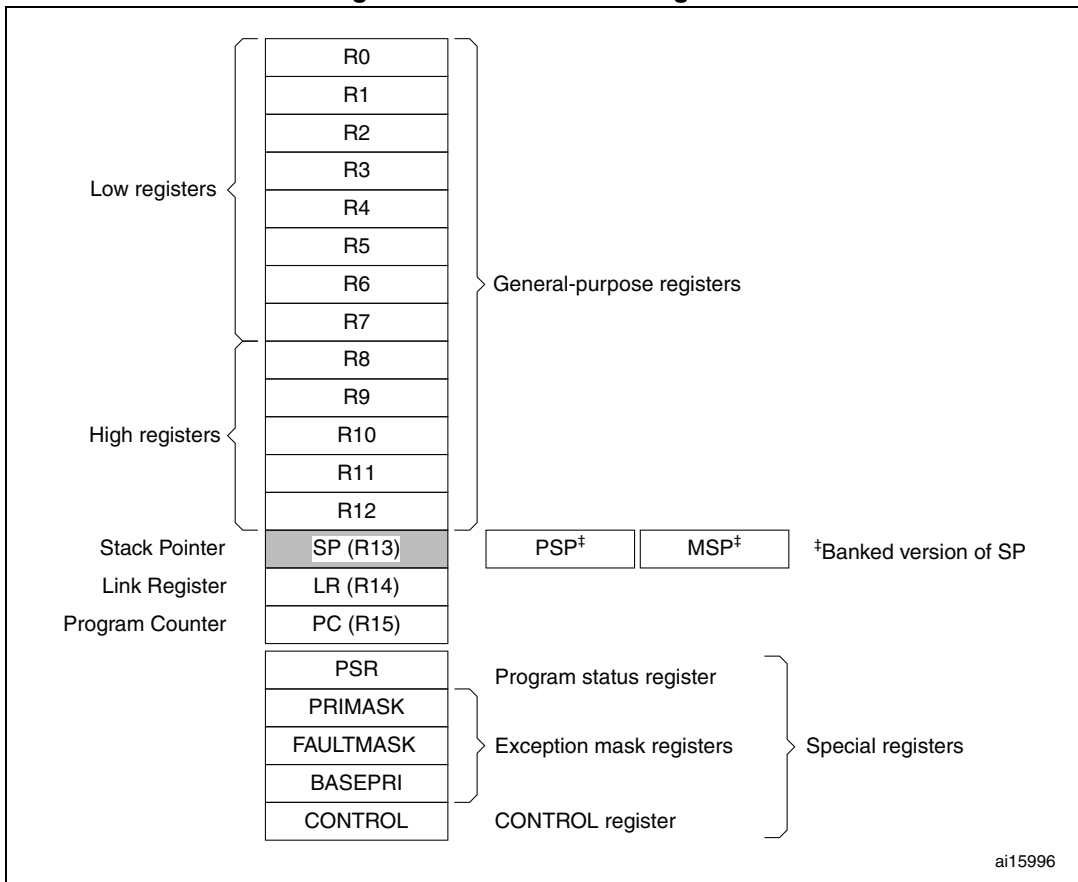 R0
R1
R2
R3
Low registers
R4
R5
R6
General-purpose registers
R7
R8
R9
High registers
R10
R11
R12
Stack Pointer SP (R13) PSP‡ MSP‡ ‡Banked version of SP
Link Register LR (R14)
Program Counter PC (R15)
PSR Program status register
PRIMASK
FAULTMASK Exception mask registers Special registers
BASEPRI
CONTROL CONTROL register
ai15996